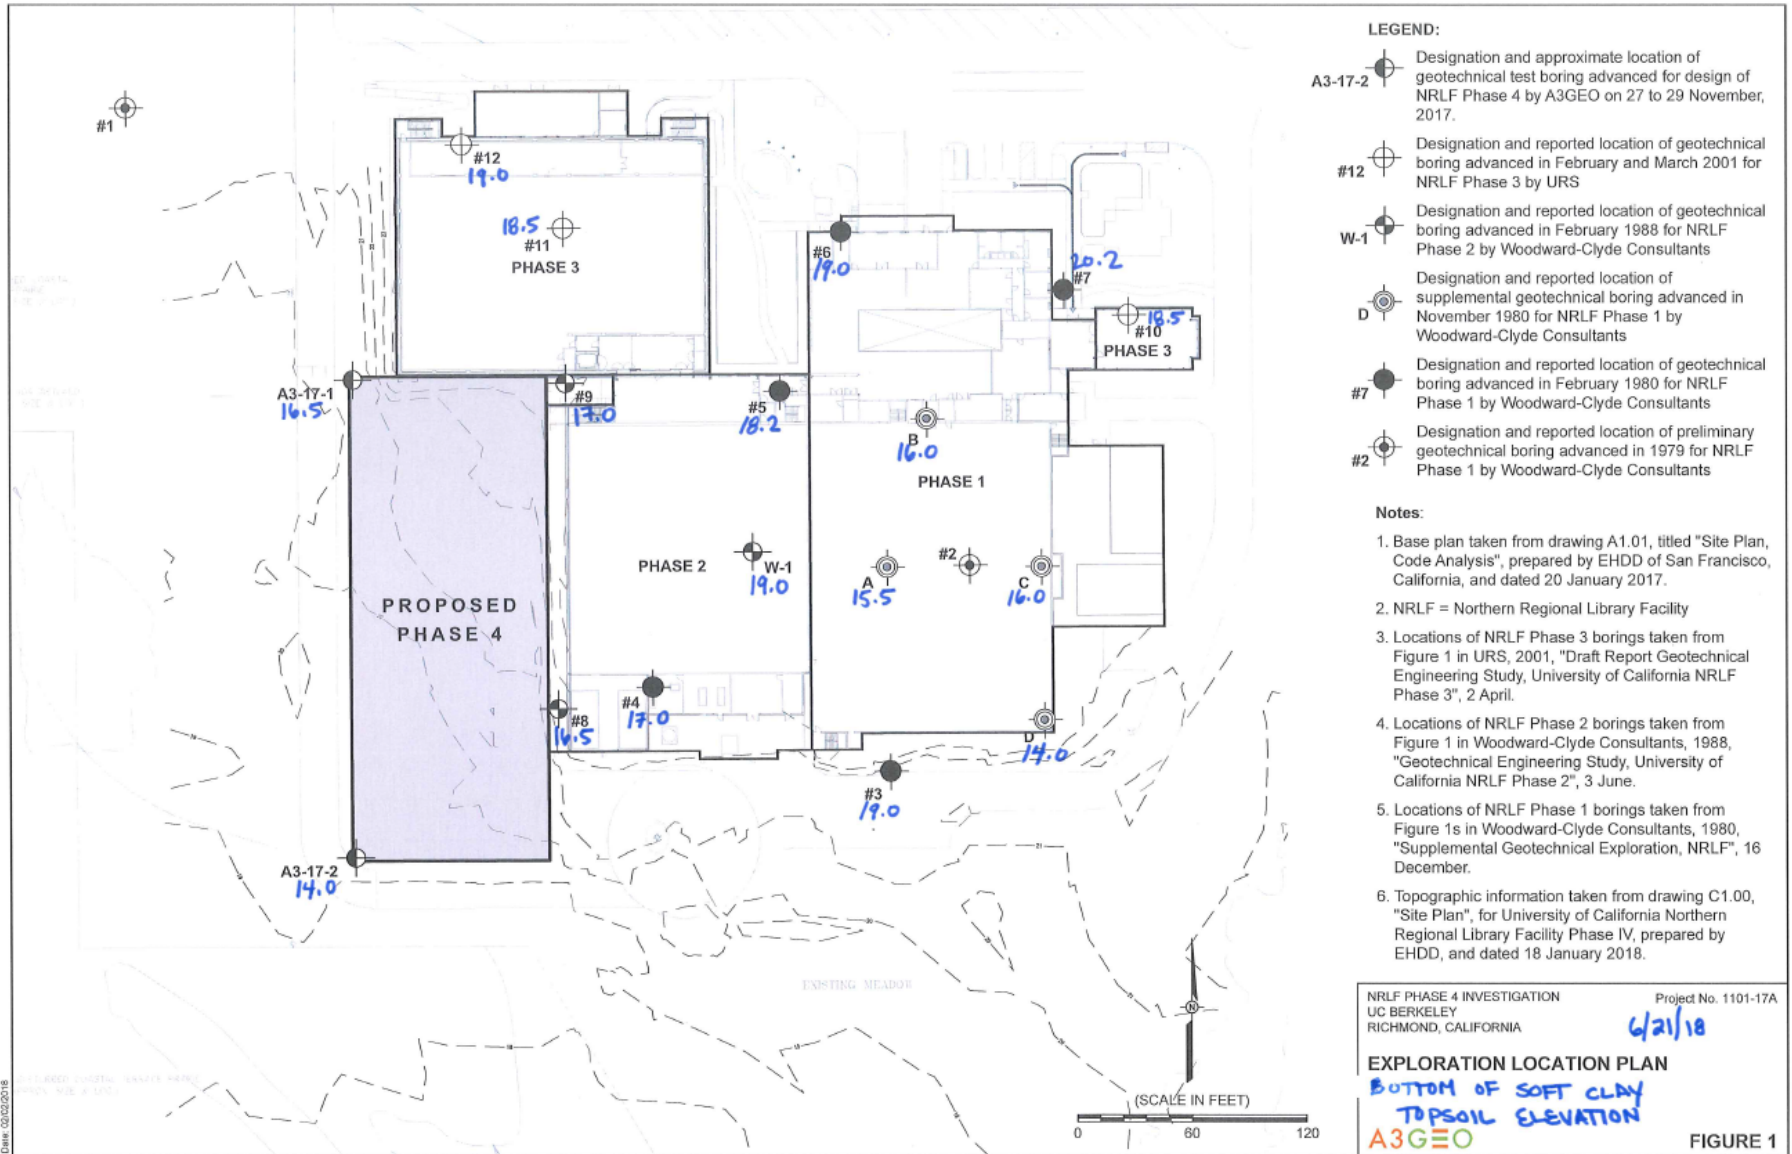 LEGEND:
A3-17-2
Designation and approximate location of
geotechnical test boring advanced for design of
NRLF Phase 4 by A3GEO on 27 to 29 November,
2017.
#12
Designation and reported location of geotechnical
boring advanced in February and March 2001 for
NRLF Phase 3 by URS
W-1
Designation and reported location of geotechnical
boring advanced in February 1988 for NRLF
Phase 2 by Woodward-Clyde Consultants
D
Designation and reported location of
supplemental geotechnical boring advanced in
November 1980 for NRLF Phase 1 by
Woodward-Clyde Consultants
#7
Designation and reported location of geotechnical
boring advanced in February 1980 for NRLF
Phase 1 by Woodward-Clyde Consultants
#2
Designation and reported location of preliminary
geotechnical boring advanced in 1979 for NRLF
Phase 1 by Woodward-Clyde Consultants
Notes:
1. Base plan taken from drawing A1.01, titled "Site Plan,
Code Analysis", prepared by EHDD of San Francisco,
California, and dated 20 January 2017.
2. NRLF = Northern Regional Library Facility
3. Locations of NRLF Phase 3 borings taken from
Figure 1 in URS, 2001, "Draft Report Geotechnical
Engineering Study, University of California NRLF
Phase 3", 2 April.
4. Locations of NRLF Phase 2 borings taken from
Figure 1 in Woodward-Clyde Consultants, 1988,
"Geotechnical Engineering Study, University of
California NRLF Phase 2", 3 June.
5. Locations of NRLF Phase 1 borings taken from
Figure 1s in Woodward-Clyde Consultants, 1980,
"Supplemental Geotechnical Exploration, NRLF", 16
December.
6. Topographic information taken from drawing C1.00,
"Site Plan", for University of California Northern
Regional Library Facility Phase IV, prepared by
EHDD, and dated 18 January 2018.
NRLF PHASE 4 INVESTIGATION
UC BERKELEY
RICHMOND, CALIFORNIA
Project No. 1101-17A
6/21/18
EXPLORATION LOCATION PLAN
BOTTOM OF SOFT CLAY
TOPSOIL ELEVATION
A3GEO
FIGURE 1
#1
#12
19.0
18.5
#11
PHASE 3
#6
19.0
20.2
#7
18.5
#10
PHASE 3
A3-17-1
16.5
#9
17.0
#5
18.2
B
16.0
PHASE 1
PHASE 2
W-1
19.0
A
15.5
#2
C
16.0
PROPOSED
PHASE 4
#4
17.0
#8
16.5
D
14.0
#3
19.0
A3-17-2
14.0
EXISTING MEADOW
N
(SCALE IN FEET)
0 60 120
Date: 02/02/2018